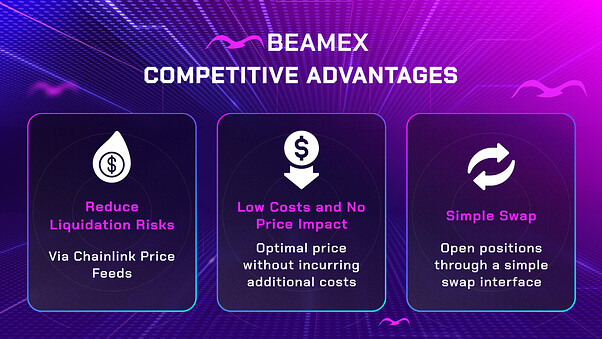 BEAMEX
COMPETITIVE ADVANTAGES
Reduce
Liquidation Risks
Via Chainlink Price
Feeds
$
Low Costs and No
Price Impact
Optimal price
without incurring
additional costs
$
Simple Swap
Open positions
through a simple
swap interface